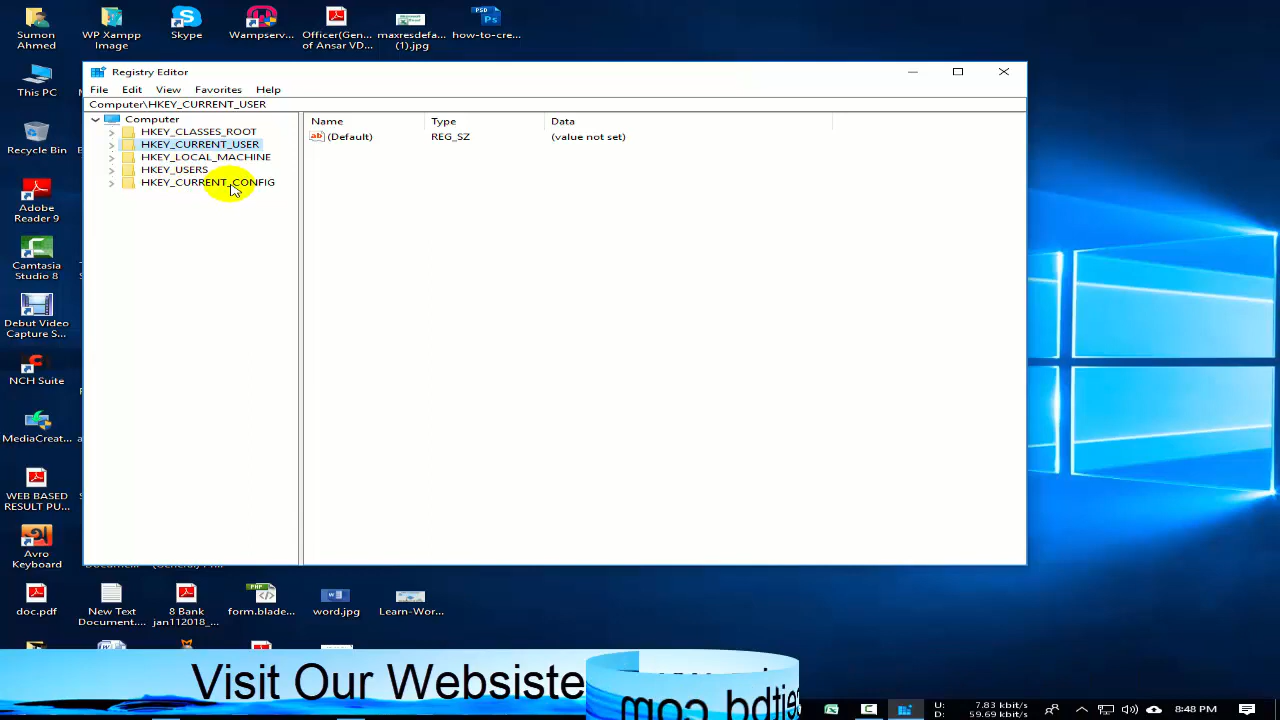 Sumon
Ahmed
WP Xampp
Image
Skype
Wampserv...
Officer(Gen...
of Ansar VD...
maxresdefa...
(1).jpg
PSD
Ps
how-to-cre...
This PC
Recycle Bin
Adobe
Reader 9
Camtasia
Studio 8
Debut Video
Capture S...
NCH Suite
MediaCreat...
WEB BASED
RESULT PU...
Avro
Keyboard
Registry Editor
File Edit View Favorites Help
Computer\HKEY_CURRENT_USER
Computer
HKEY_CLASSES_ROOT
HKEY_CURRENT_USER
HKEY_LOCAL_MACHINE
HKEY_USERS
HKEY_CURRENT_CONFIG
Name Type Data
ab (Default) REG_SZ (value not set)
doc.pdf
New Text
Document....
8 Bank
jan112018_...
PHP
form.blade...
word.jpg
Learn-Wor...
Visit Our Websiste
U: 7.83 kbit/s
D: 59.69 kbit/s
8:48 PM